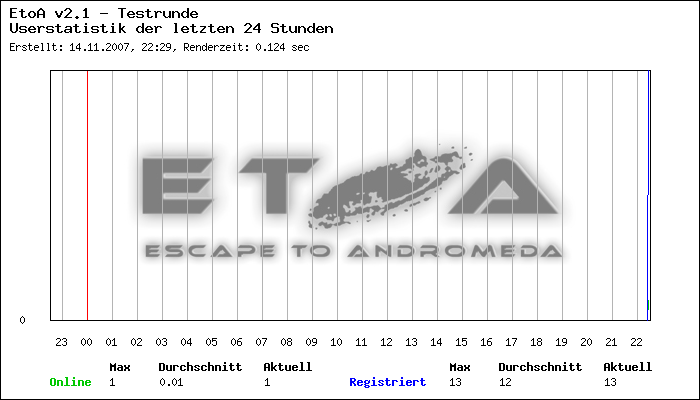 EtoA v2.1 - Testrunde
Userstatistik der letzten 24 Stunden
Erstellt: 14.11.2007, 22:29, Renderzeit: 0.124 sec
ETOA
ESCAPE TO ANDROMEDA
0
23 00 01 02 03 04 05 06 07 08 09 10 11 12 13 14 15 16 17 18 19 20 21 22
Max Durchschnitt Aktuell Max Durchschnitt Aktuell
Online 1 0.01 1 Registriert 13 12 13